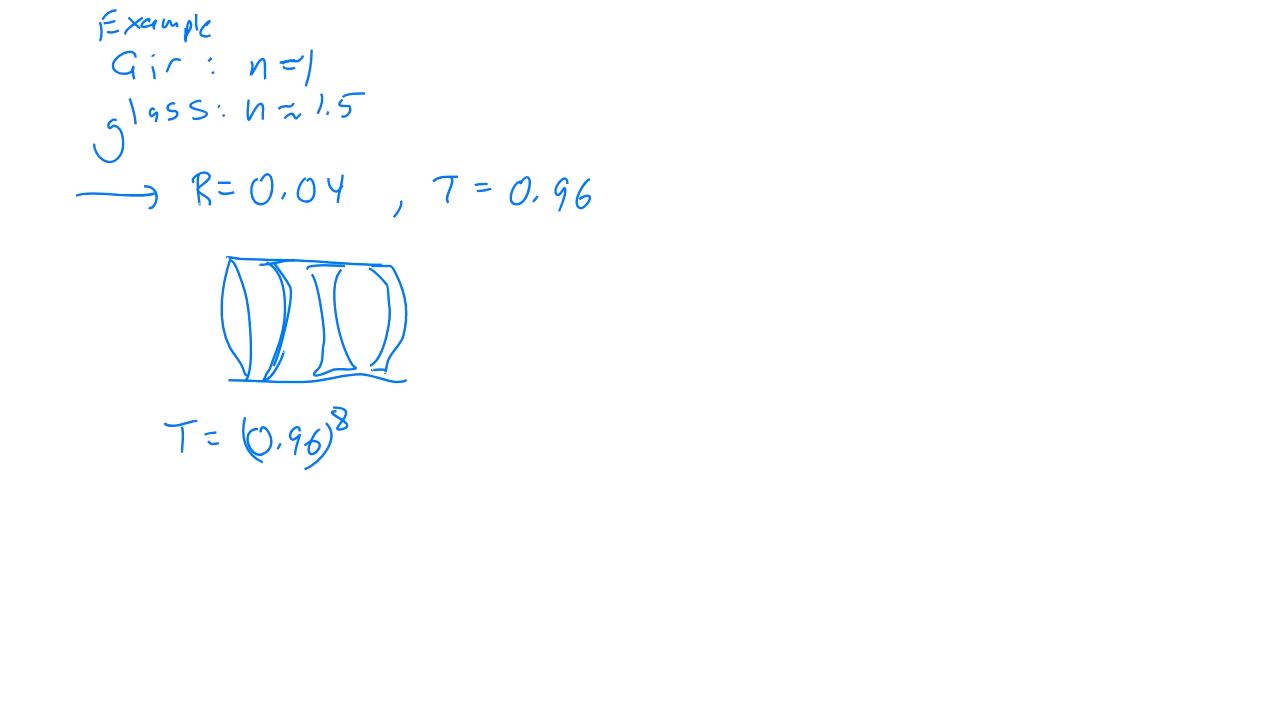 Example
Air : n ≈ 1
glass: n ≈ 1.5
→ R = 0.04 , T = 0.96
T = (0.96)⁸